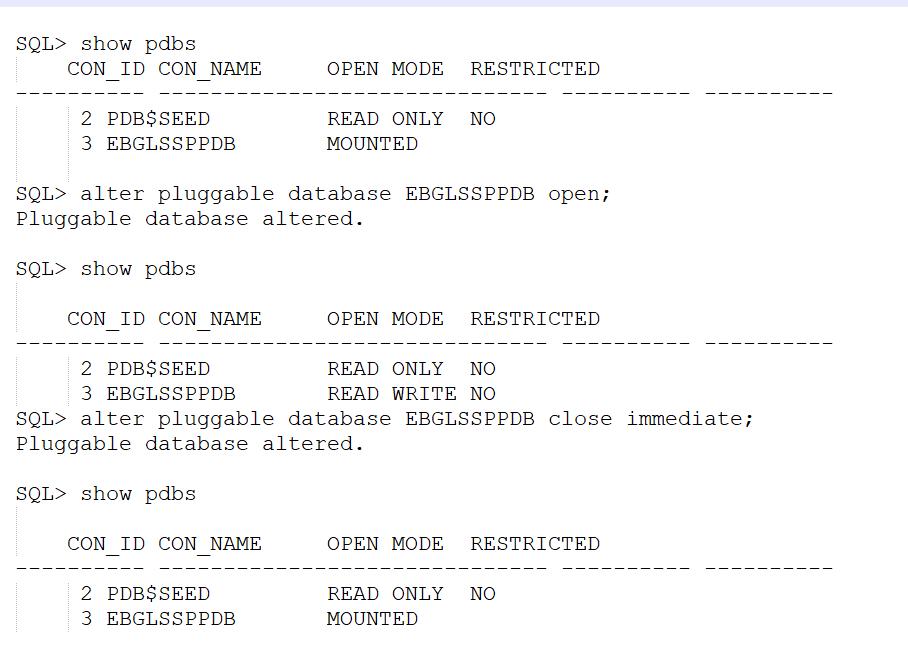 SQL> show pdbs
    CON_ID CON_NAME     OPEN MODE  RESTRICTED
---------- ------------------------------ ---------- ----------
     2 PDB$SEED         READ ONLY  NO
     3 EBGLSSPPDB       MOUNTED
SQL> alter pluggable database EBGLSSPPDB open;
Pluggable database altered.
SQL> show pdbs
    CON_ID CON_NAME     OPEN MODE  RESTRICTED
---------- ------------------------------ ---------- ----------
     2 PDB$SEED         READ ONLY  NO
     3 EBGLSSPPDB       READ WRITE NO
SQL> alter pluggable database EBGLSSPPDB close immediate;
Pluggable database altered.
SQL> show pdbs
    CON_ID CON_NAME     OPEN MODE  RESTRICTED
---------- ------------------------------ ---------- ----------
     2 PDB$SEED         READ ONLY  NO
     3 EBGLSSPPDB       MOUNTED